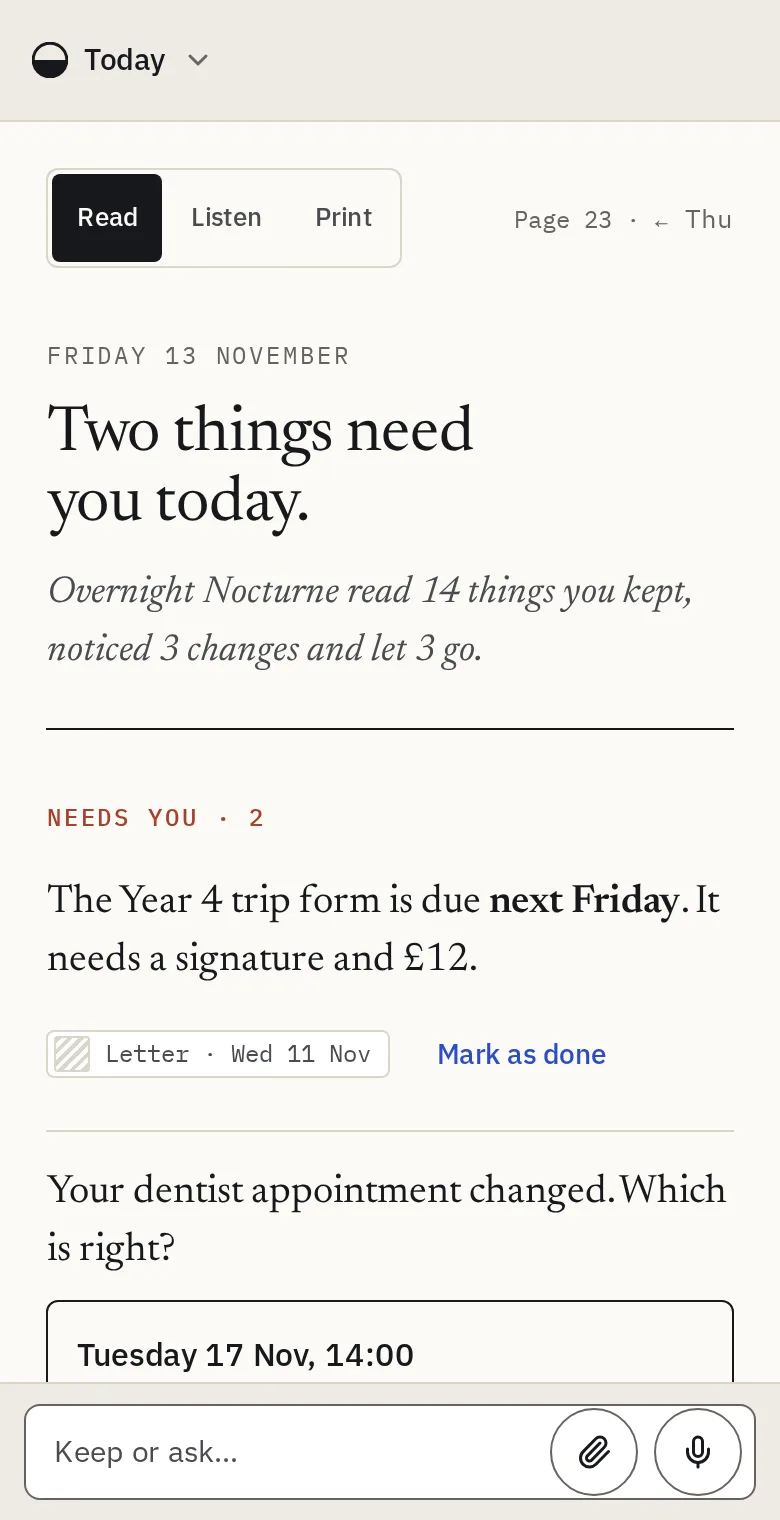 Today
Read Listen Print
Page 23 · ← Thu
FRIDAY 13 NOVEMBER
Two things need
you today.
Overnight Nocturne read 14 things you kept,
noticed 3 changes and let 3 go.
NEEDS YOU · 2
The Year 4 trip form is due next Friday. It
needs a signature and £12.
Letter · Wed 11 Nov
Mark as done
Your dentist appointment changed. Which
is right?
Tuesday 17 Nov, 14:00
Keep or ask...